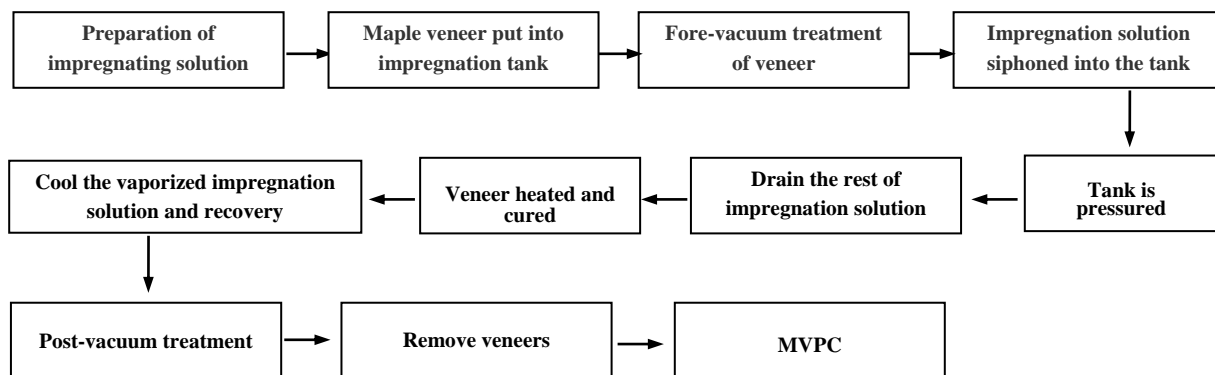 Preparation of
impregnating solution
Maple veneer put into
impregnation tank
Fore-vacuum treatment
of veneer
Impregnation solution
siphoned into the tank
Tank is
pressured
Drain the rest of
impregnation solution
Veneer heated and
cured
Cool the vaporized impregnation
solution and recovery
Post-vacuum treatment
Remove veneers
MVPC